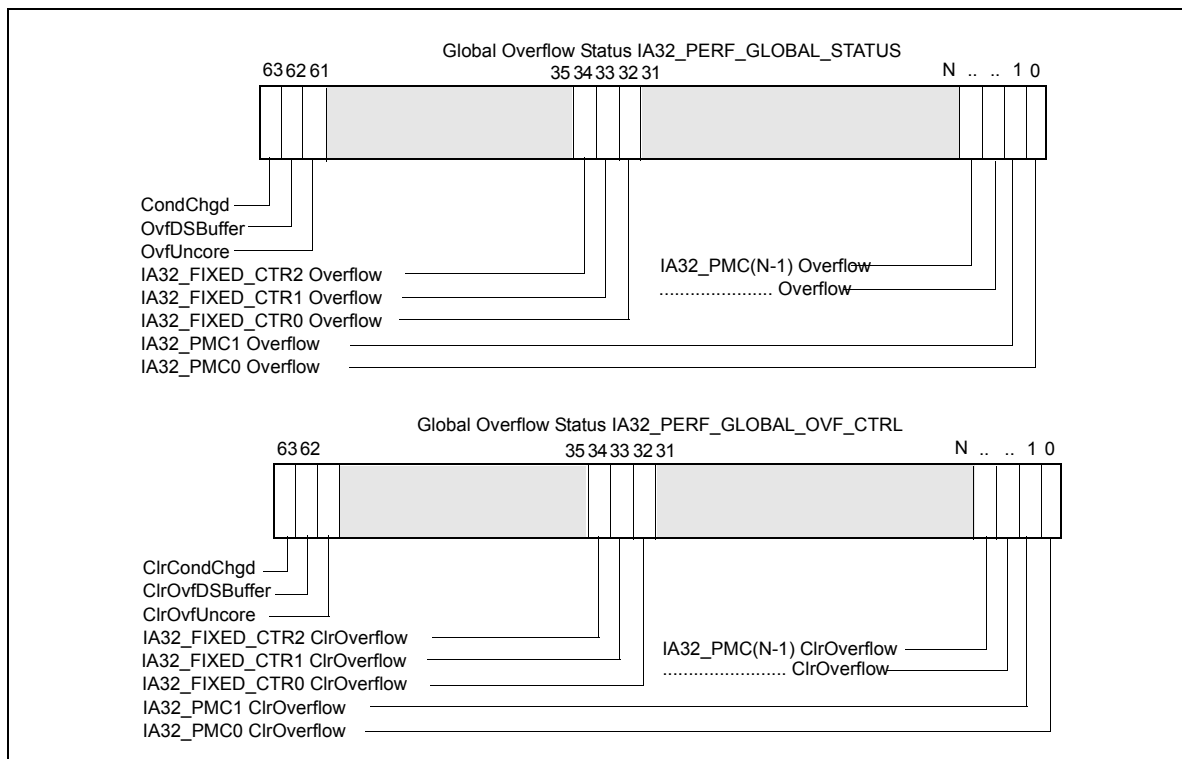 Global Overflow Status IA32_PERF_GLOBAL_STATUS
63 62 61 35 34 33 32 31 N .. .. 1 0
CondChgd
OvfDSBuffer
OvfUncore
IA32_FIXED_CTR2 Overflow
IA32_PMC(N-1) Overflow
IA32_FIXED_CTR1 Overflow
...................... Overflow
IA32_FIXED_CTR0 Overflow
IA32_PMC1 Overflow
IA32_PMC0 Overflow
Global Overflow Status IA32_PERF_GLOBAL_OVF_CTRL
63 62 35 34 33 32 31 N .. .. 1 0
ClrCondChgd
ClrOvfDSBuffer
ClrOvfUncore
IA32_FIXED_CTR2 ClrOverflow
IA32_PMC(N-1) ClrOverflow
IA32_FIXED_CTR1 ClrOverflow
........................ ClrOverflow
IA32_FIXED_CTR0 ClrOverflow
IA32_PMC1 ClrOverflow
IA32_PMC0 ClrOverflow